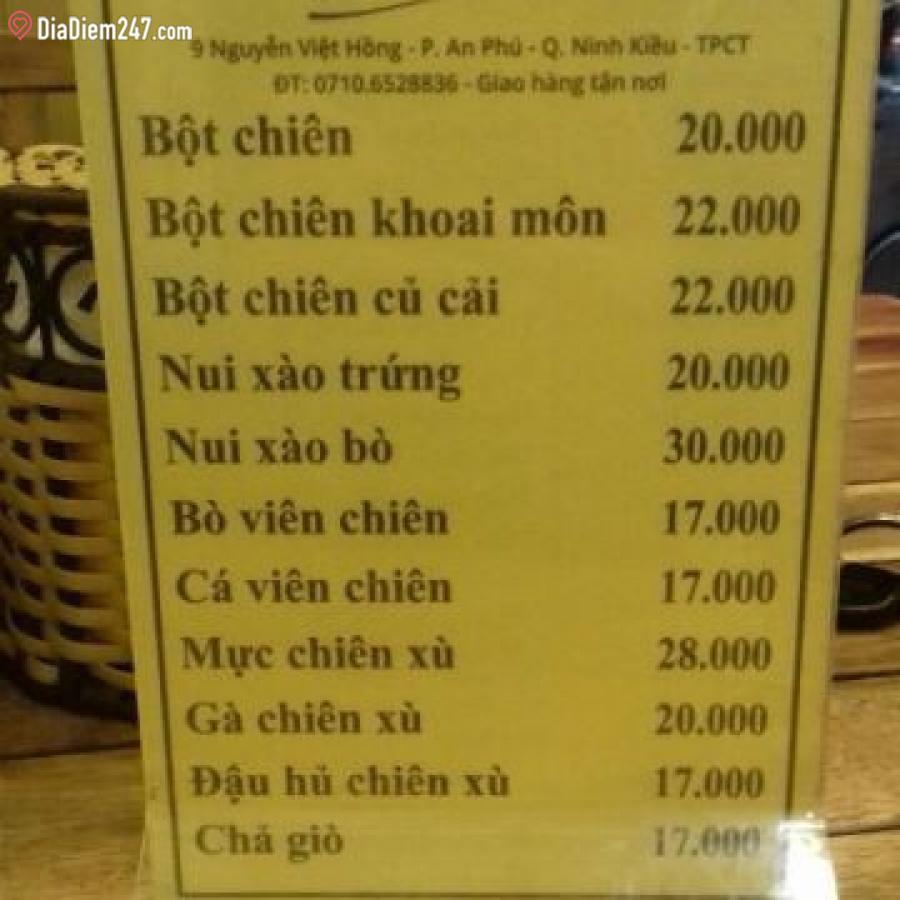 DiaDiem247.com
9 Nguyễn Việt Hồng - P. An Phú - Q. Ninh Kiều - TPCT
ĐT: 0710.6528836 - Giao hàng tận nơi
Bột chiên 20.000
Bột chiên khoai môn 22.000
Bột chiên củ cải 22.000
Nui xào trứng 20.000
Nui xào bò 30.000
Bò viên chiên 17.000
Cá viên chiên 17.000
Mực chiên xù 28.000
Gà chiên xù 20.000
Đậu hủ chiên xù 17.000
Chả giò 17.000